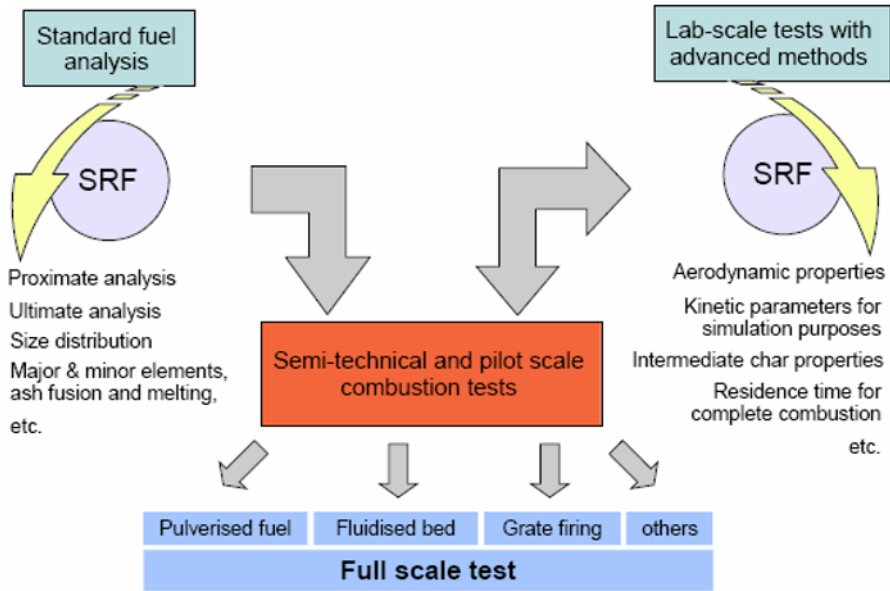 Standard fuel
analysis
SRF
Proximate analysis
Ultimate analysis
Size distribution
Major & minor elements,
ash fusion and melting,
etc.
Lab-scale tests with
advanced methods
SRF
Aerodynamic properties
Kinetic parameters for
simulation purposes
Intermediate char properties
Residence time for
complete combustion
etc.
Semi-technical and pilot scale
combustion tests
Pulverised fuel
Fluidised bed
Grate firing
others
Full scale test